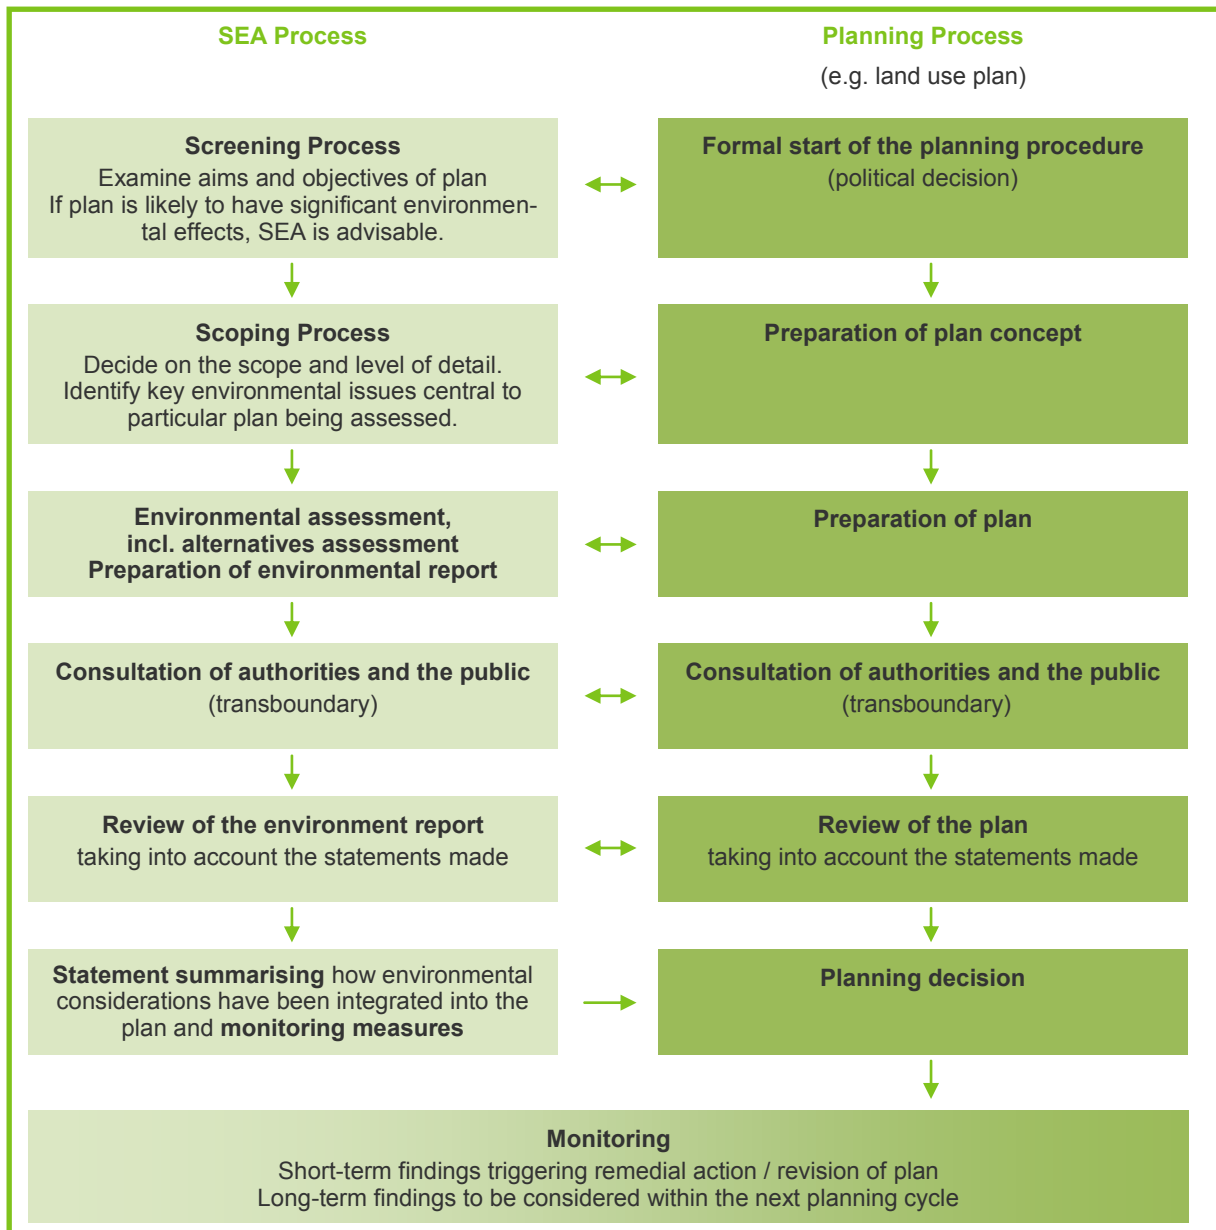 SEA Process
Planning Process
(e.g. land use plan)
Screening Process
Examine aims and objectives of plan
If plan is likely to have significant environmen-
tal effects, SEA is advisable.
Formal start of the planning procedure
(political decision)
Scoping Process
Decide on the scope and level of detail.
Identify key environmental issues central to
particular plan being assessed.
Preparation of plan concept
Environmental assessment,
incl. alternatives assessment
Preparation of environmental report
Preparation of plan
Consultation of authorities and the public
(transboundary)
Consultation of authorities and the public
(transboundary)
Review of the environment report
taking into account the statements made
Review of the plan
taking into account the statements made
Statement summarising how environmental
considerations have been integrated into the
plan and monitoring measures
Planning decision
Monitoring
Short-term findings triggering remedial action / revision of plan
Long-term findings to be considered within the next planning cycle